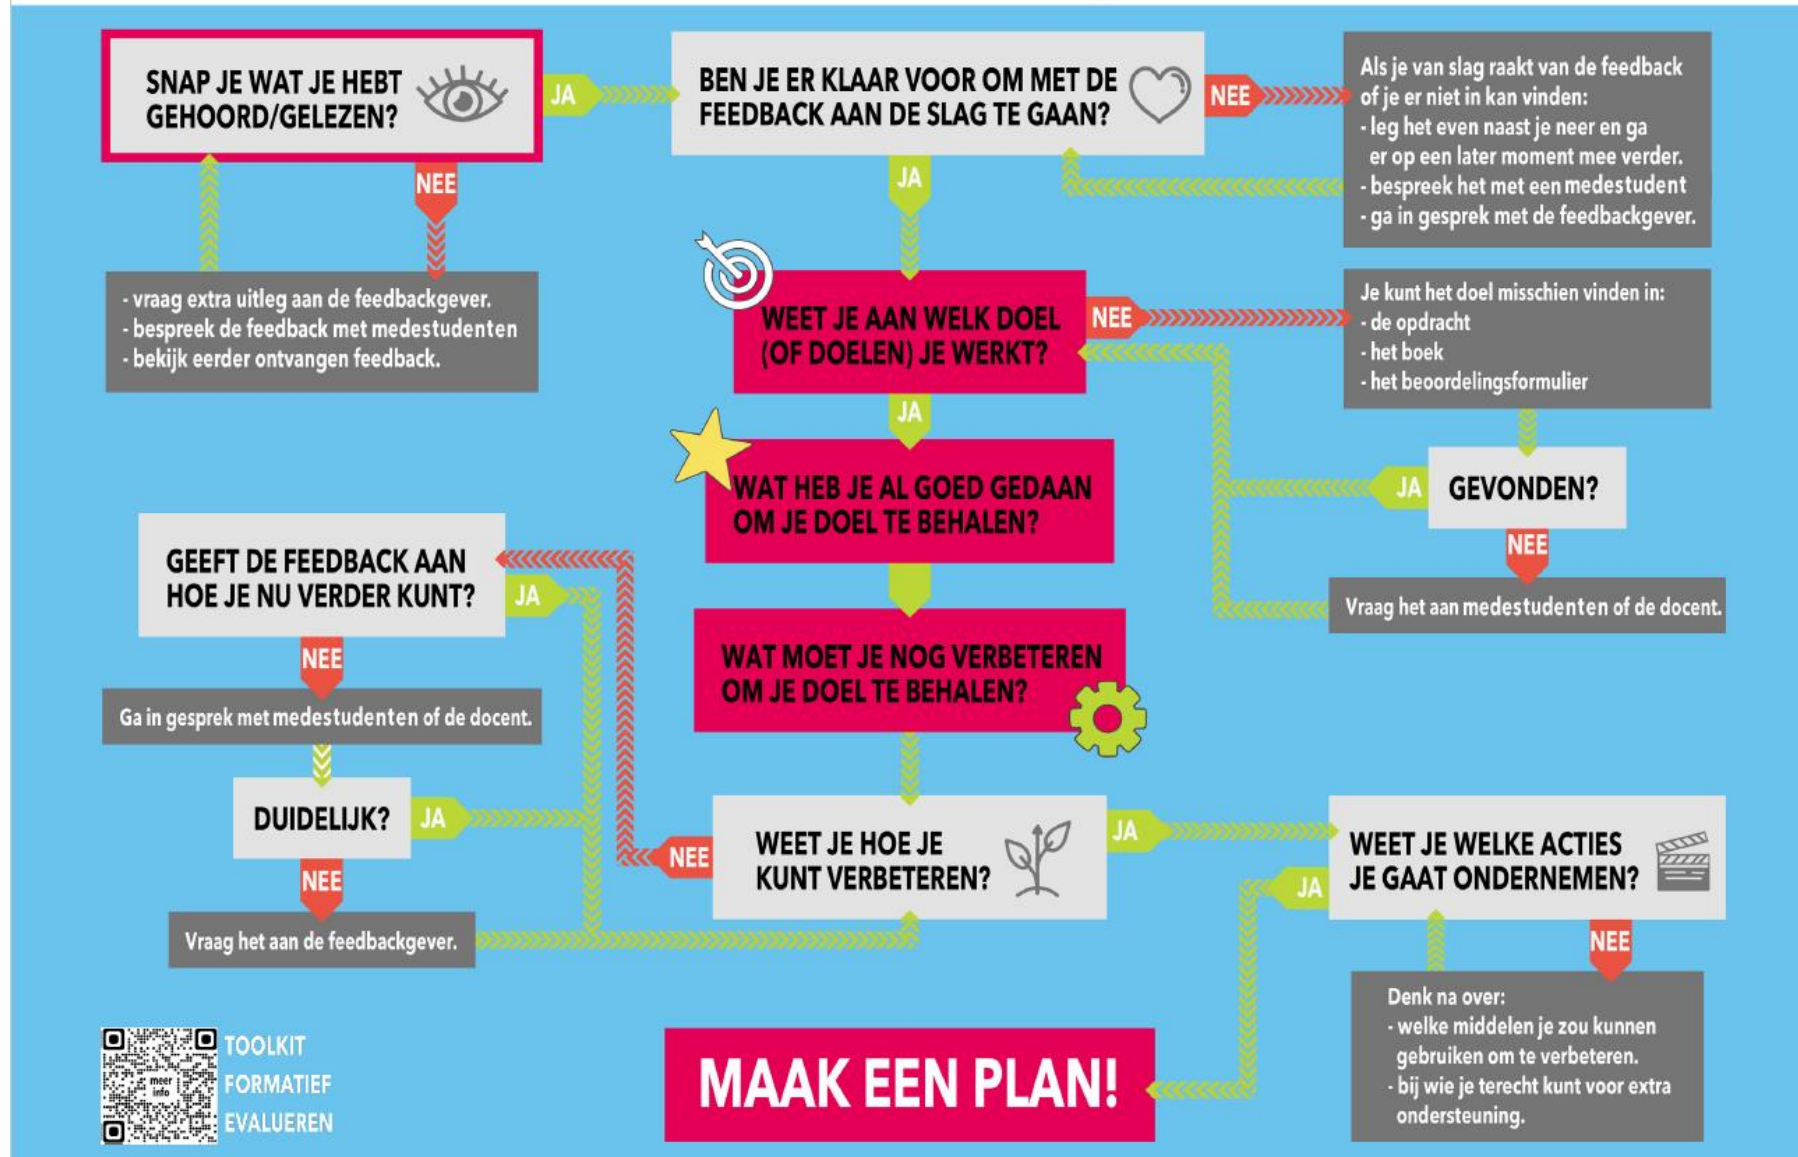 SNAP JE WAT JE HEBT
GEHOORD/GELEZEN?
JA
NEE
- vraag extra uitleg aan de feedbackgever.
- bespreek de feedback met medestudenten
- bekijk eerder ontvangen feedback.
BEN JE ER KLAAR VOOR OM MET DE
FEEDBACK AAN DE SLAG TE GAAN?
NEE
Als je van slag raakt van de feedback
of je er niet in kan vinden:
- leg het even naast je neer en ga
er op een later moment mee verder.
- bespreek het met een medestudent
- ga in gesprek met de feedbackgever.
JA
WEET JE AAN WELK DOEL
(OF DOELEN) JE WERKT?
NEE
Je kunt het doel misschien vinden in:
- de opdracht
- het boek
- het beoordelingsformulier
GEVONDEN?
JA
NEE
Vraag het aan medestudenten of de docent.
JA
WAT HEB JE AL GOED GEDAAN
OM JE DOEL TE BEHALEN?
WAT MOET JE NOG VERBETEREN
OM JE DOEL TE BEHALEN?
WEET JE HOE JE
KUNT VERBETEREN?
NEE
GEEFT DE FEEDBACK AAN
HOE JE NU VERDER KUNT?
JA
NEE
Ga in gesprek met medestudenten of de docent.
DUIDELIJK?
JA
NEE
Vraag het aan de feedbackgever.
JA
WEET JE WELKE ACTIES
JE GAAT ONDERNEMEN?
JA
NEE
Denk na over:
- welke middelen je zou kunnen
gebruiken om te verbeteren.
- bij wie je terecht kunt voor extra
ondersteuning.
MAAK EEN PLAN!
meer
info
TOOLKIT
FORMATIEF
EVALUEREN